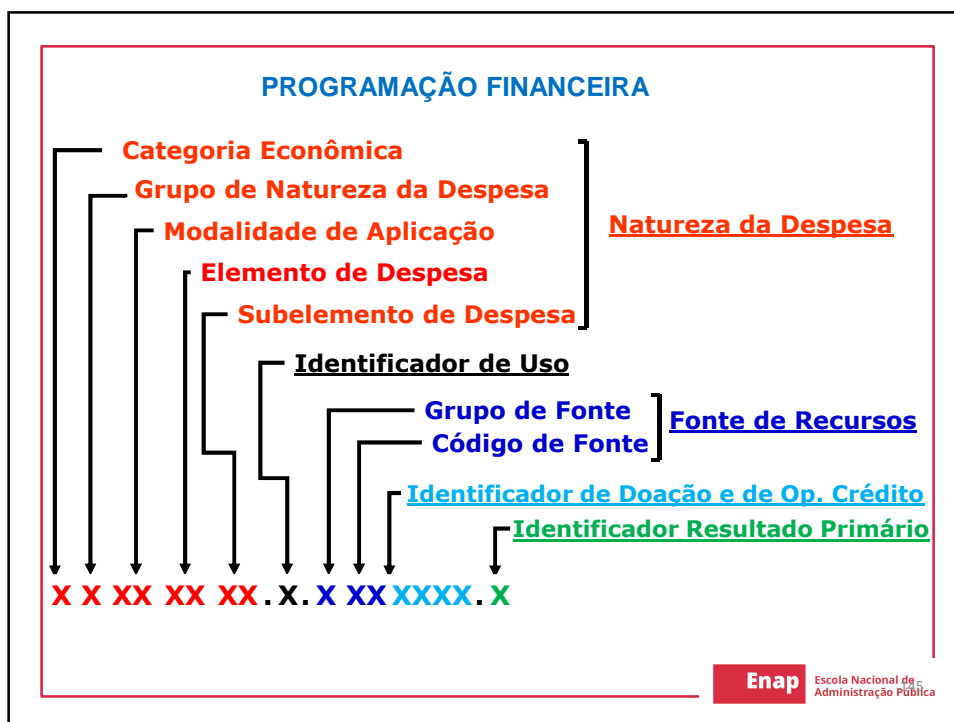 PROGRAMAÇÃO FINANCEIRA
Categoria Econômica
Grupo de Natureza da Despesa
Modalidade de Aplicação
Natureza da Despesa
Elemento de Despesa
Subelemento de Despesa
Identificador de Uso
Grupo de Fonte
Código de Fonte
Fonte de Recursos
Identificador de Doação e de Op. Crédito
Identificador Resultado Primário
X X XX XX XX . X . X XX XXXX . X
Enap
Escola Nacional de
Administração Pública
145